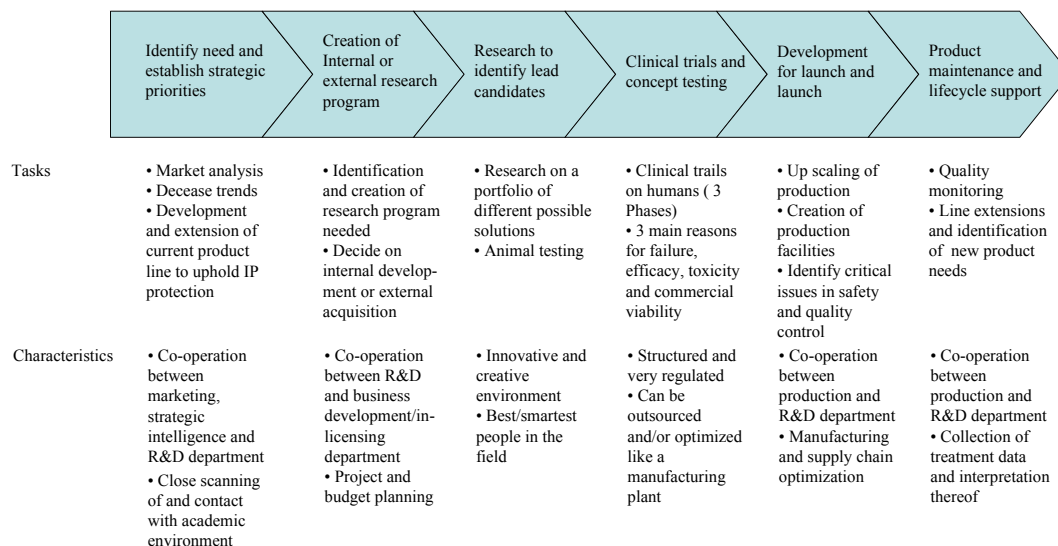 Identify need and
establish strategic
priorities
Creation of
Internal or
external research
program
Research to
identify lead
candidates
Clinical trials and
concept testing
Development
for launch and
launch
Product
maintenance and
lifecycle support
Tasks
• Market analysis
• Decease trends
• Development
and extension of
current product
line to uphold IP
protection
• Identification
and creation of
research program
needed
• Decide on
internal develop-
ment or external
acquisition
• Research on a
portfolio of
different possible
solutions
• Animal testing
• Clinical trails
on humans ( 3
Phases)
• 3 main reasons
for failure,
efficacy, toxicity
and commercial
viability
• Up scaling of
production
• Creation of
production
facilities
• Identify critical
issues in safety
and quality
control
• Quality
monitoring
• Line extensions
and identification
of new product
needs
Characteristics
• Co-operation
between
marketing,
strategic
intelligence and
R&D department
• Close scanning
of and contact
with academic
environment
• Co-operation
between R&D
and business
development/in-
licensing
department
• Project and
budget planning
• Innovative and
creative
environment
• Best/smartest
people in the
field
• Structured and
very regulated
• Can be
outsourced
and/or optimized
like a
manufacturing
plant
• Co-operation
between
production and
R&D department
• Manufacturing
and supply chain
optimization
• Co-operation
between
production and
R&D department
• Collection of
treatment data
and interpretation
thereof